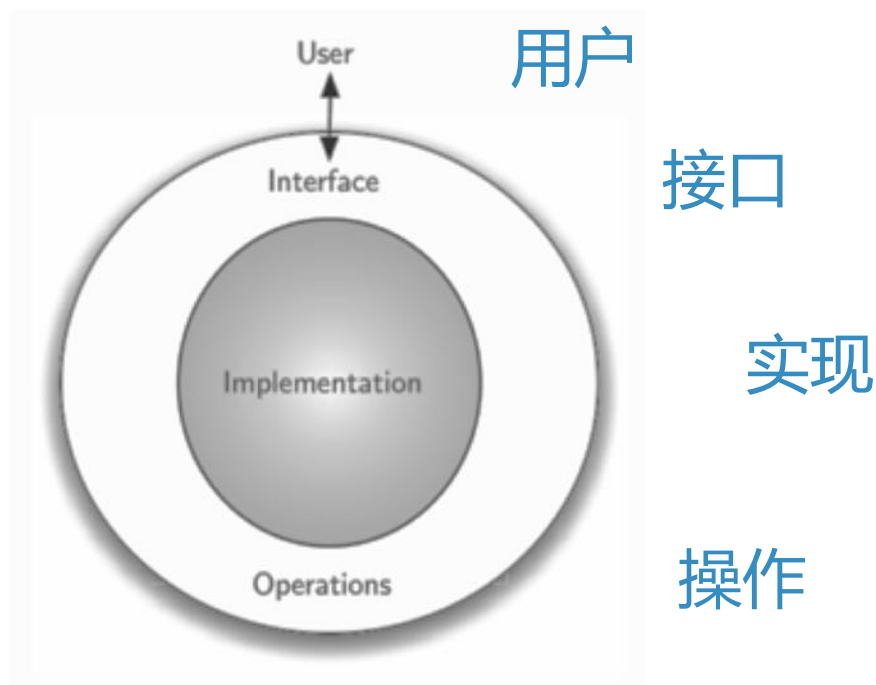 User
用户
Interface
接口
Implementation
实现
Operations
操作